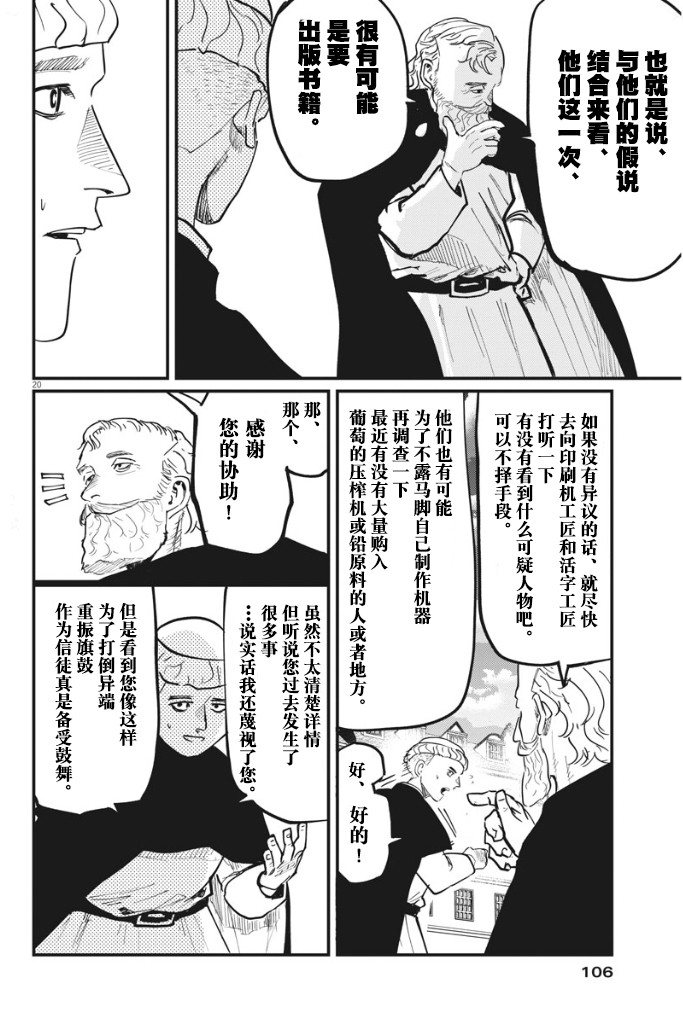 也就是说、
与他们的假说
结合来看、
他们这一次、
很有可能
是要
出版书籍。
20
如果没有异议的话、就尽快
去向印刷机工匠和活字工匠
打听一下
有没有看到什么可疑人物吧。
可以不择手段。
他们也有可能
为了不露马脚自己制作机器
再调查一下
最近有没有大量购入
葡萄的压榨机或铅原料的人或者地方。
好、好的！
那、
那个、
感谢
您的协助！
虽然不太清楚详情
但听说您过去发生了
很多事
…说实话我还蔑视了您。
但是看到您像这样
为了打倒异端
重振旗鼓
作为信徒真是备受鼓舞。
106